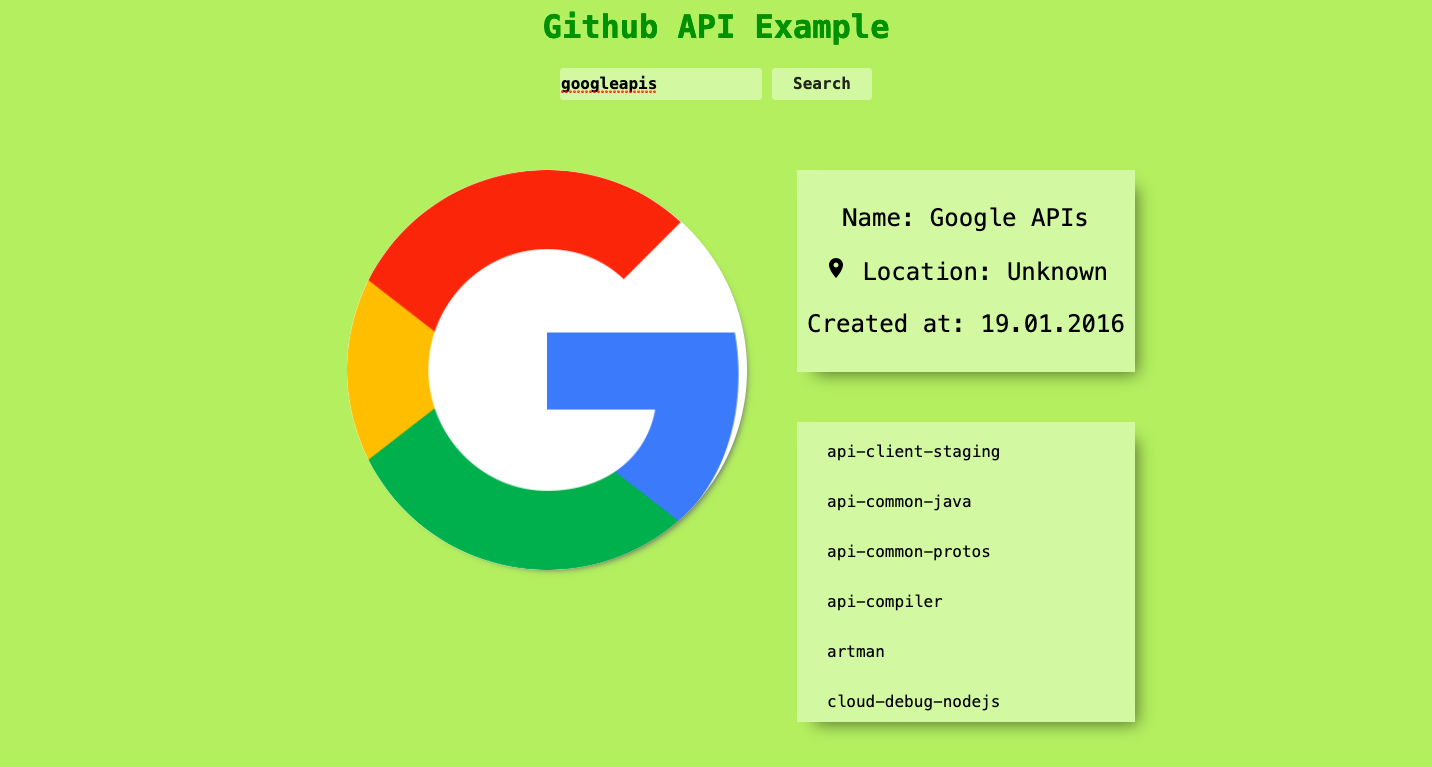 Github API Example
googleapis
Search
Name: Google APIs
Location: Unknown
Created at: 19.01.2016
api-client-staging
api-common-java
api-common-protos
api-compiler
artman
cloud-debug-nodejs